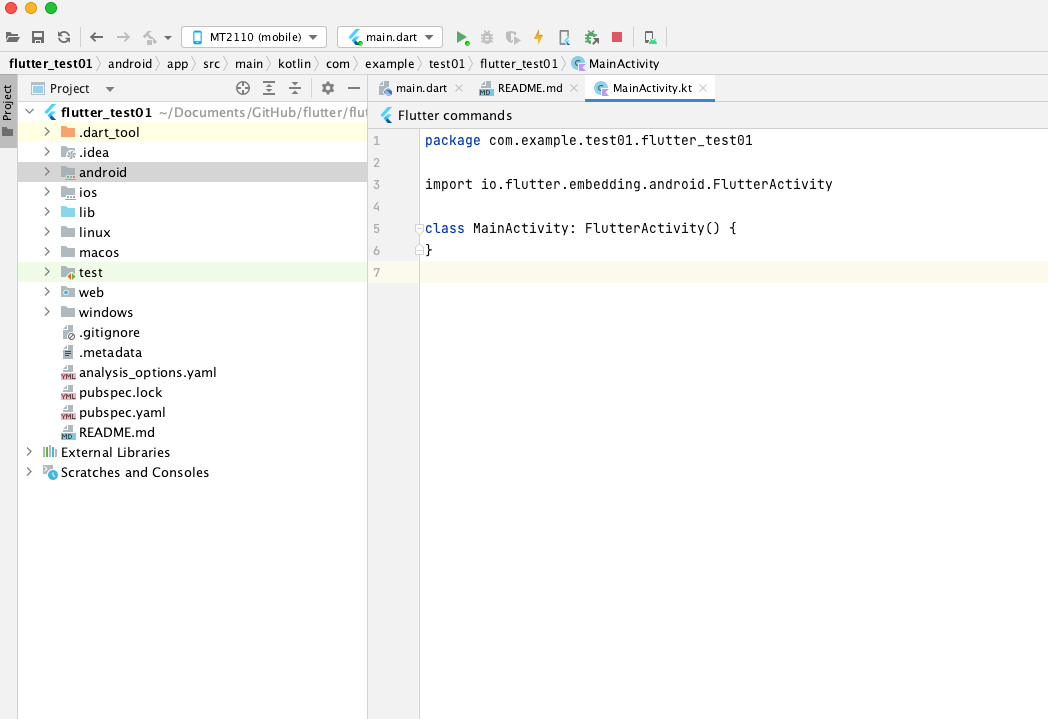 MT2110 (mobile) main.dart
flutter_test01 android app src main kotlin com example test01 flutter_test01 MainActivity
Project
Project
flutter_test01 ~/Documents/GitHub/flutter/flut
.dart_tool
.idea
android
ios
lib
linux
macos
test
web
windows
.gitignore
.metadata
analysis_options.yaml
pubspec.lock
pubspec.yaml
README.md
External Libraries
Scratches and Consoles
main.dart README.md MainActivity.kt
Flutter commands
1 package com.example.test01.flutter_test01
2
3 import io.flutter.embedding.android.FlutterActivity
4
5 class MainActivity: FlutterActivity() {
6 }
7